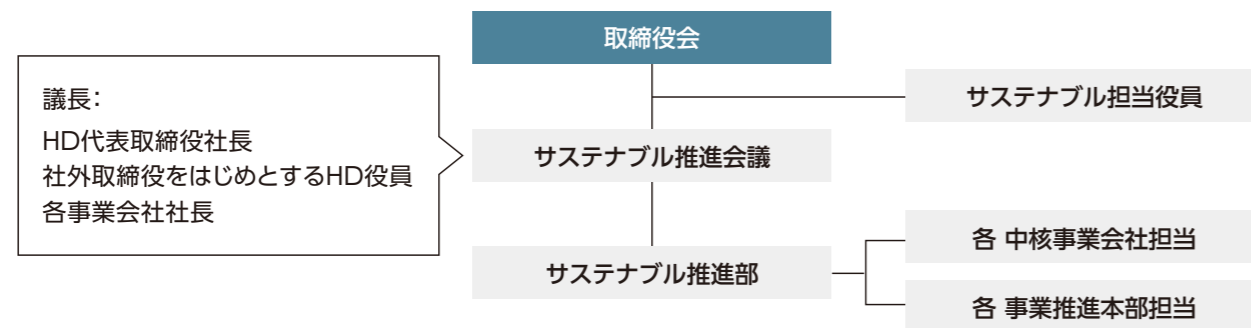 取締役会
議長：
HD代表取締役社長
社外取締役をはじめとするHD役員
各事業会社社長
サステナブル担当役員
サステナブル推進会議
サステナブル推進部
各 中核事業会社担当
各 事業推進本部担当